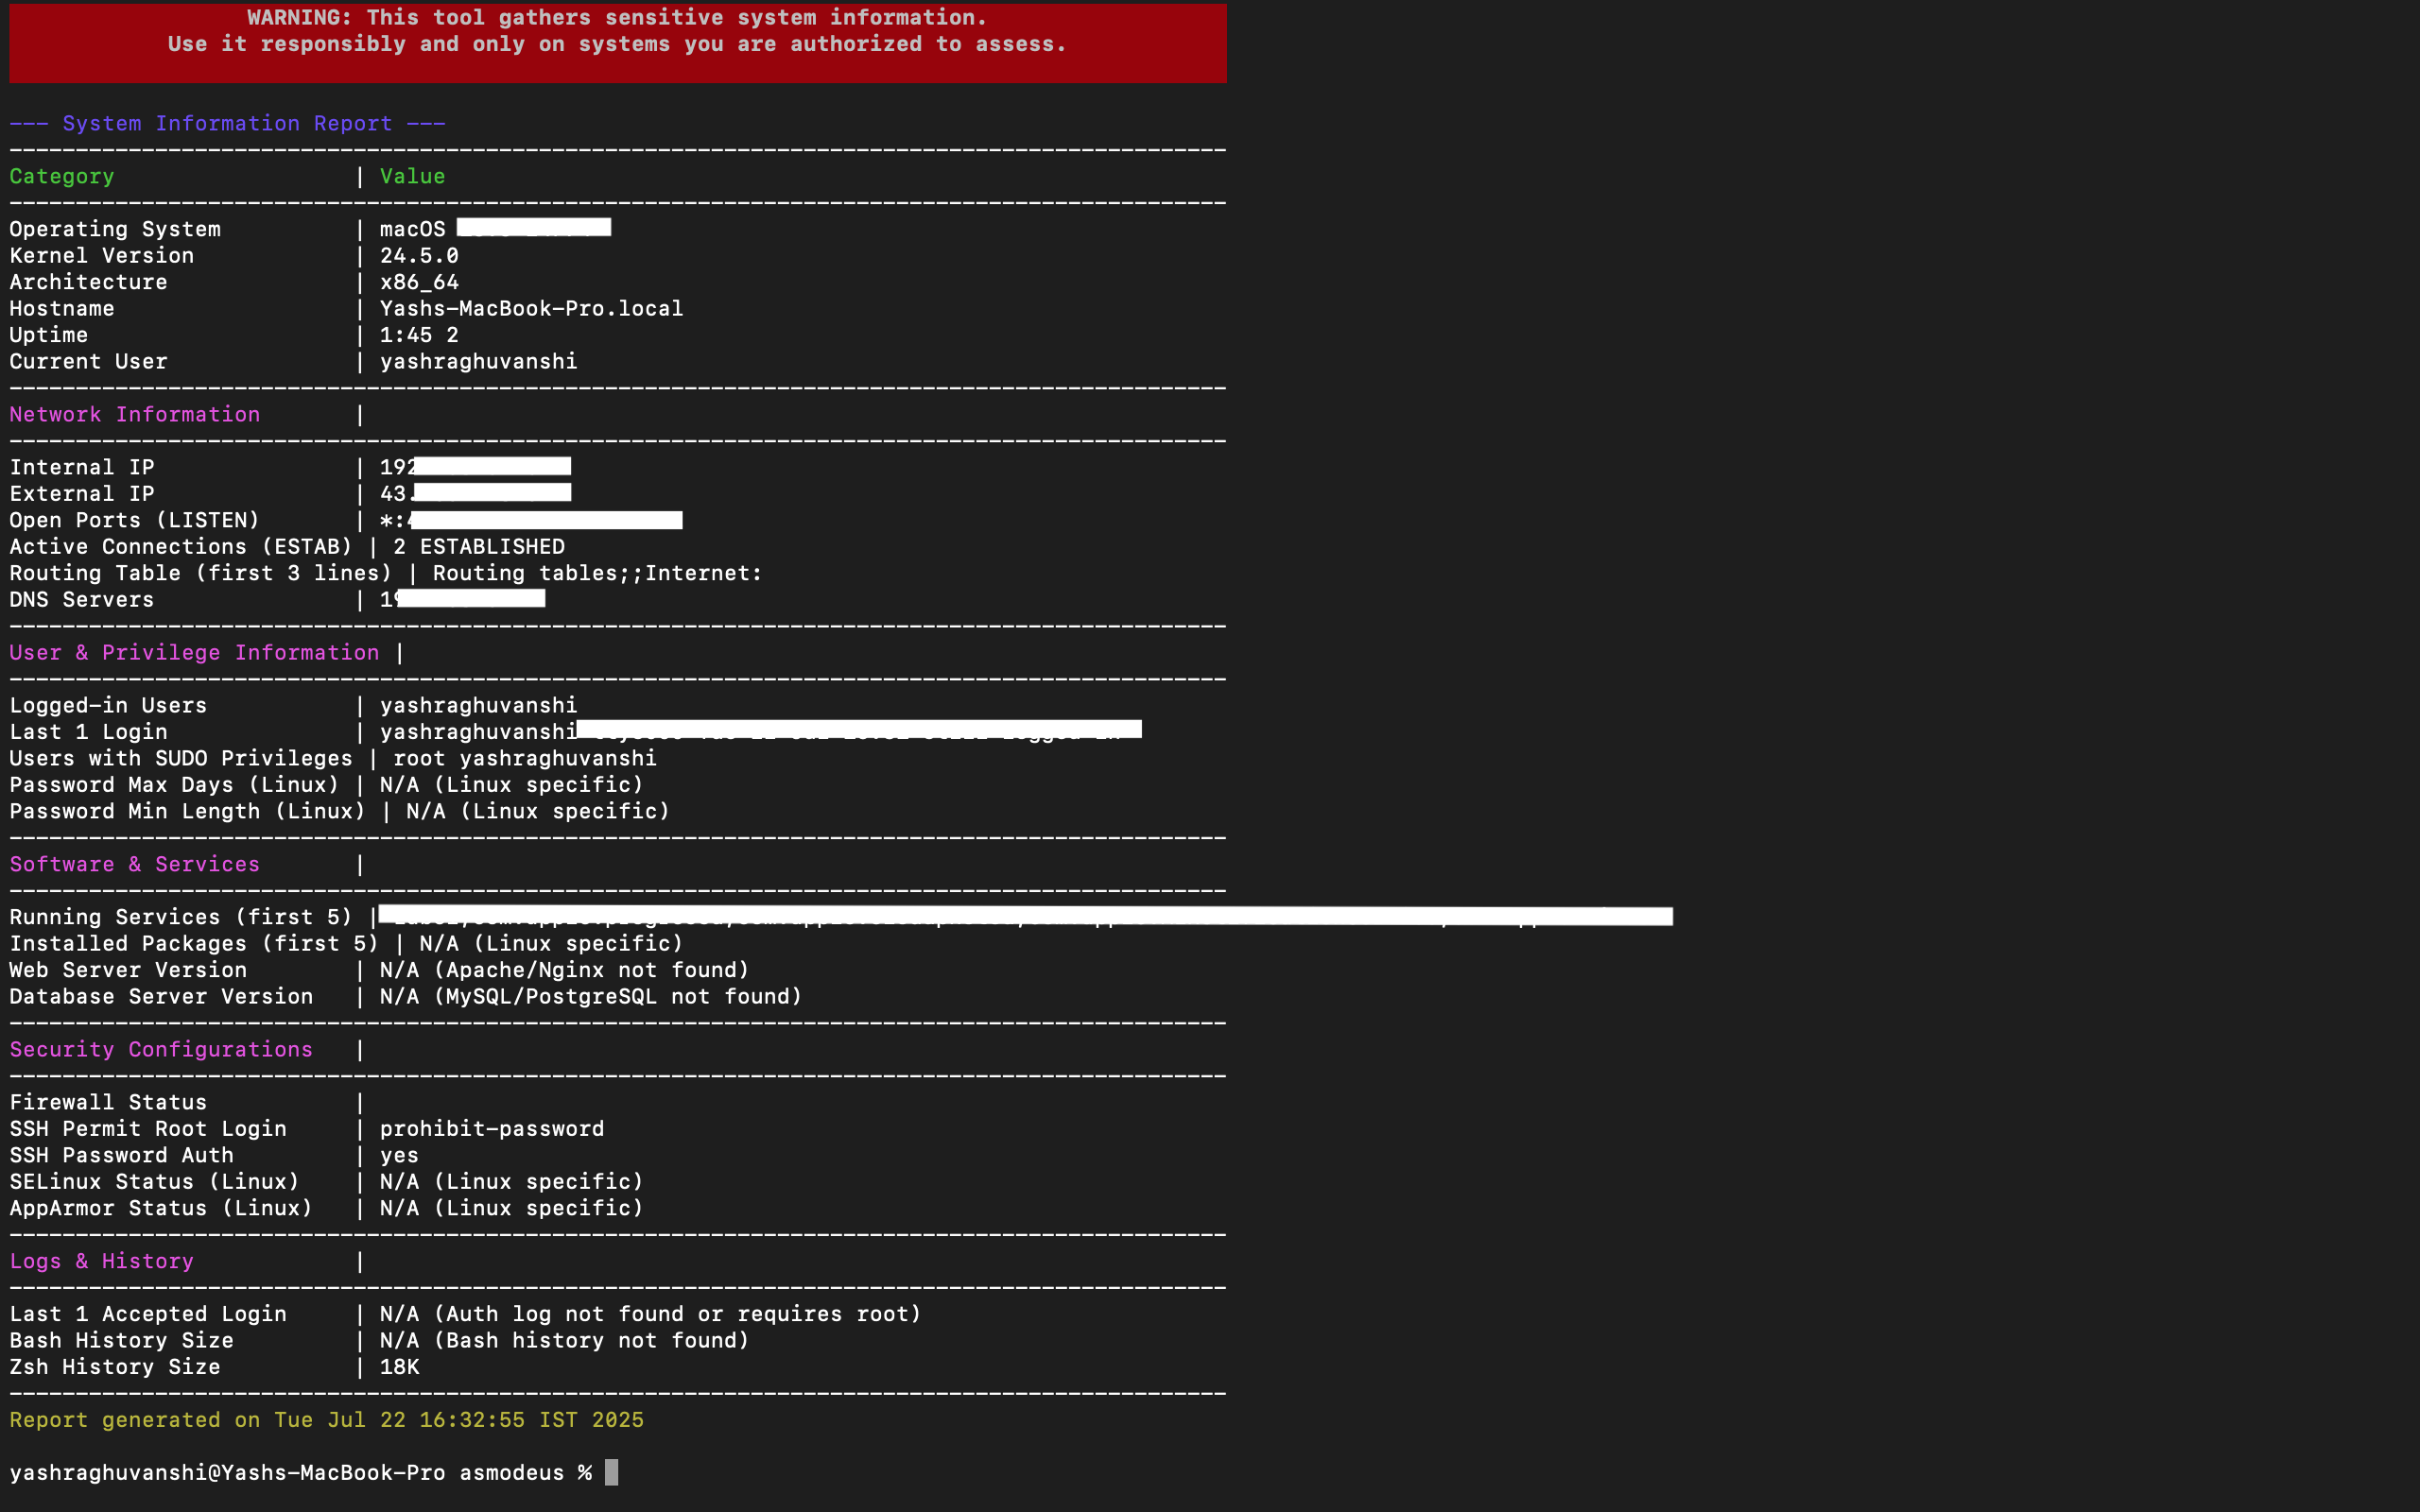 WARNING: This tool gathers sensitive system information.
Use it responsibly and only on systems you are authorized to assess.
--- System Information Report ---
Category | Value
Operating System | macOS
Kernel Version | 24.5.0
Architecture | x86_64
Hostname | Yashs-MacBook-Pro.local
Uptime | 1:45 2
Current User | yashraghuvanshi
Network Information |
Internal IP | 192
External IP | 43.
Open Ports (LISTEN) | *:4
Active Connections (ESTAB) | 2 ESTABLISHED
Routing Table (first 3 lines) | Routing tables;;Internet:
DNS Servers | 19
User & Privilege Information |
Logged-in Users | yashraghuvanshi
Last 1 Login | yashraghuvanshi
Users with SUDO Privileges | root yashraghuvanshi
Password Max Days (Linux) | N/A (Linux specific)
Password Min Length (Linux) | N/A (Linux specific)
Software & Services |
Running Services (first 5) |
Installed Packages (first 5) | N/A (Linux specific)
Web Server Version | N/A (Apache/Nginx not found)
Database Server Version | N/A (MySQL/PostgreSQL not found)
Security Configurations |
Firewall Status |
SSH Permit Root Login | prohibit-password
SSH Password Auth | yes
SELinux Status (Linux) | N/A (Linux specific)
AppArmor Status (Linux) | N/A (Linux specific)
Logs & History |
Last 1 Accepted Login | N/A (Auth log not found or requires root)
Bash History Size | N/A (Bash history not found)
Zsh History Size | 18K
Report generated on Tue Jul 22 16:32:55 IST 2025
yashraghuvanshi@Yashs-MacBook-Pro asmodeus %